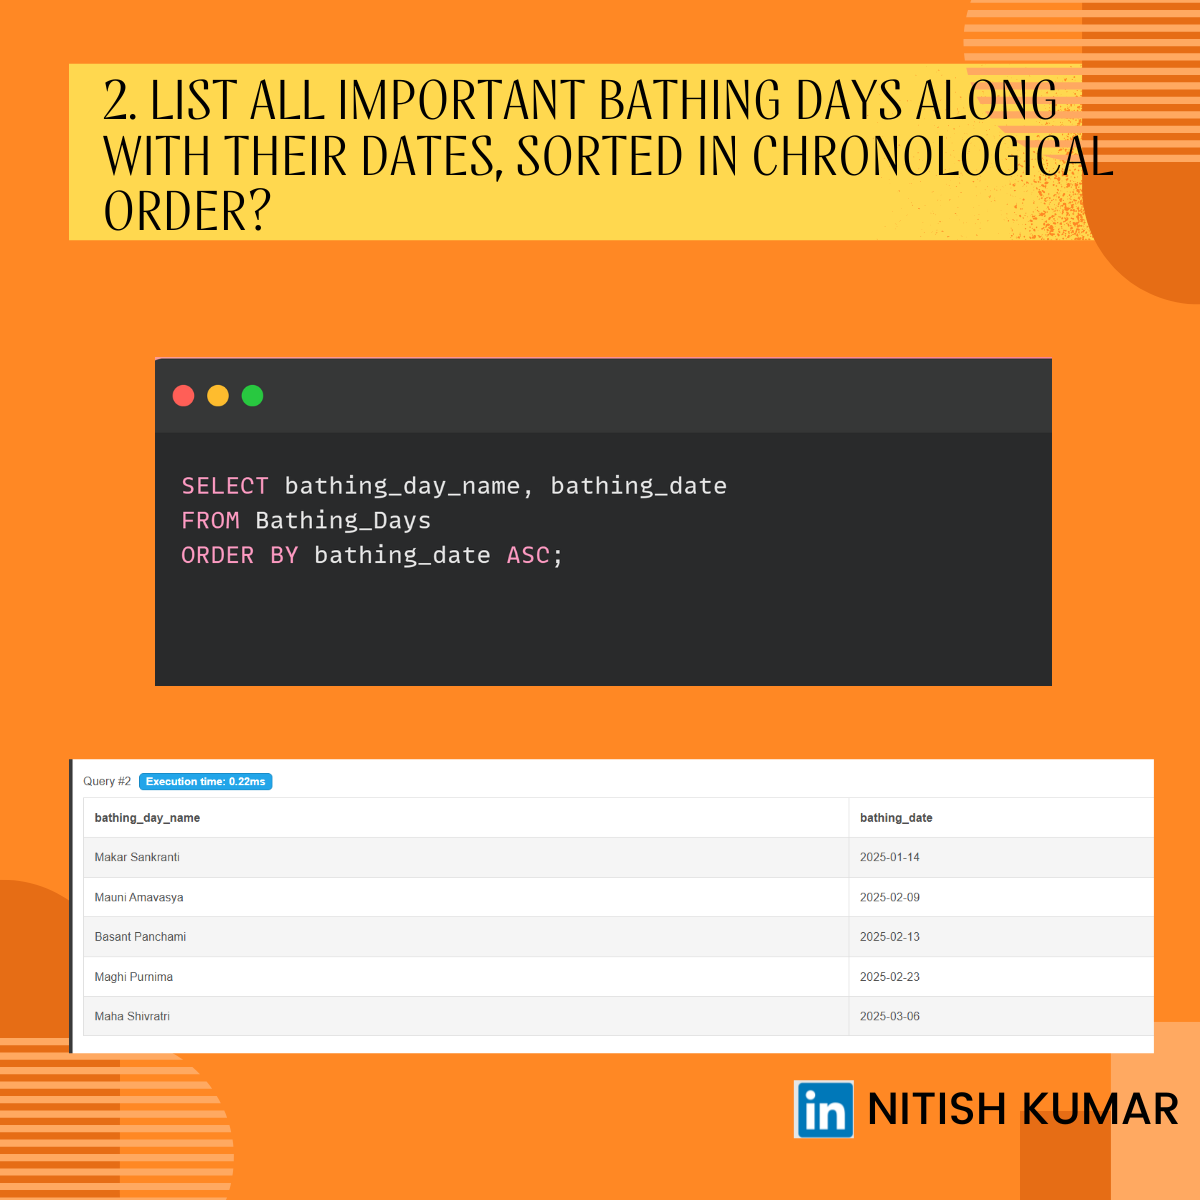 2. LIST ALL IMPORTANT BATHING DAYS ALONG
WITH THEIR DATES, SORTED IN CHRONOLOGICAL
ORDER?
SELECT bathing_day_name, bathing_date
FROM Bathing_Days
ORDER BY bathing_date ASC;
Query #2 Execution time: 0.22ms
bathing_day_name bathing_date
Makar Sankranti 2025-01-14
Mauni Amavasya 2025-02-09
Basant Panchami 2025-02-13
Maghi Purnima 2025-02-23
Maha Shivratri 2025-03-06
in NITISH KUMAR